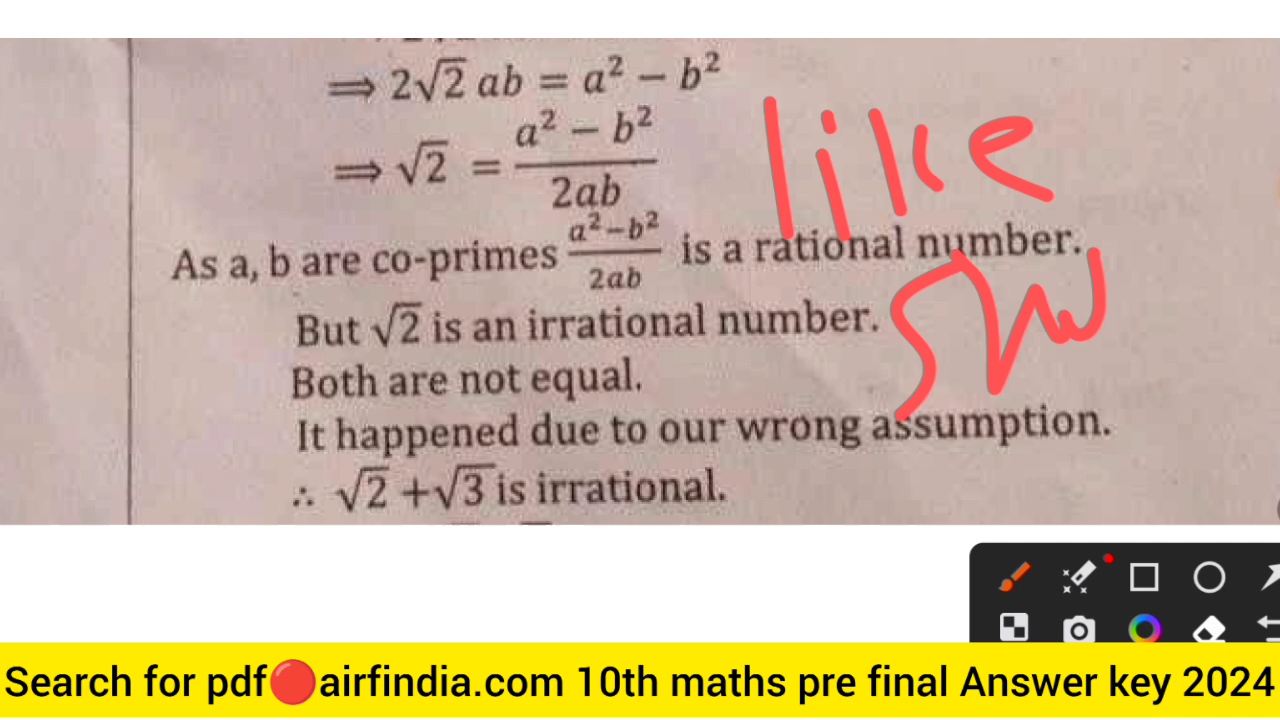 ⟹ 2√2 ab = a² − b²
⟹ √2 = (a² − b²)/(2ab)
like
As a, b are co-primes (a²−b²)/(2ab) is a rational number.
But √2 is an irrational number.
Both are not equal.
It happened due to our wrong assumption.
∴ √2 +√3 is irrational.
Search for pdf🔴airfindia.com 10th maths pre final Answer key 2024